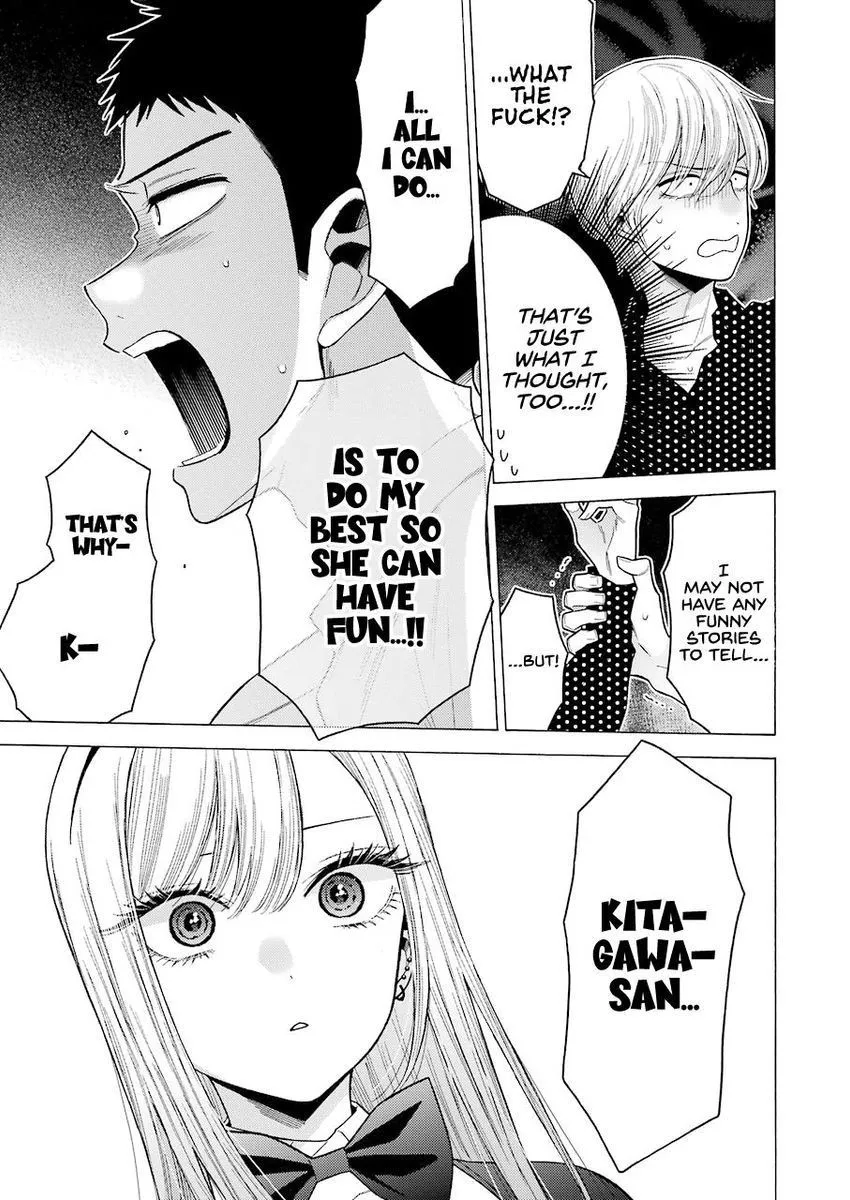 ...WHAT
THE
FUCK!?
THAT'S
JUST
WHAT I
THOUGHT,
TOO...!!
I
MAY NOT
HAVE ANY
FUNNY
STORIES
TO TELL...
...BUT!
I...
ALL
I CAN
DO...
IS TO
DO MY
BEST SO
SHE CAN
HAVE
FUN...!!
THAT'S
WHY-
K-
KITA-
GAWA-
SAN...